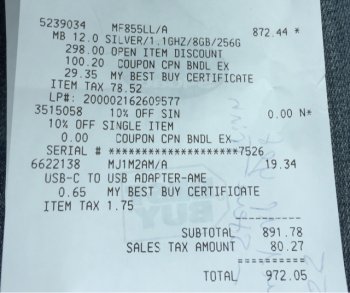 5239034 MF855LL/A 872.44 *
MB 12.0 SILVER/1.1GHZ/8GB/256G
298.00 OPEN ITEM DISCOUNT
100.20 COUPON CPN BNDL EX
29.35 MY BEST BUY CERTIFICATE
ITEM TAX 78.52
LP#: 200002162609577
3515058 10% OFF SIN 0.00 N*
10% OFF SINGLE ITEM
0.00 COUPON CPN BNDL EX
SERIAL # *******************7526
6622138 MJ1M2AM/A 19.34
USB-C TO USB ADAPTER-AME
0.65 MY BEST BUY CERTIFICATE
ITEM TAX 1.75
SUBTOTAL 891.78
SALES TAX AMOUNT 80.27
TOTAL 972.05